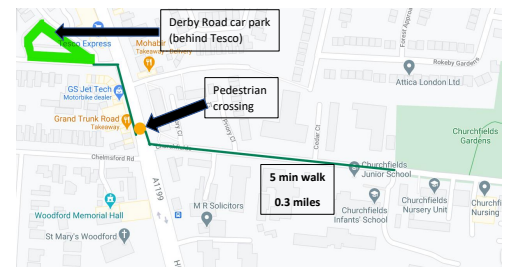 Derby Road car park
(behind Tesco)
Tesco Express
Mohabir
Takeaway • Delivery
Forest Approa
Rokeby Gardens
Attica London Ltd
GS Jet Tech
Motorbike dealer
Pedestrian
crossing
Grand Trunk Road
Takeaway
Churchfields
Gardens
Cedar Ct
Churchfields
Chelmsford Rd
5 min walk
0.3 miles
Churchfields
Junior School
A1199
M R Solicitors
Woodford Memorial Hall
Churchfields
Infants' School
Churchfields
Nursery Unit
Churchfi
Nursing
St Mary's Woodford